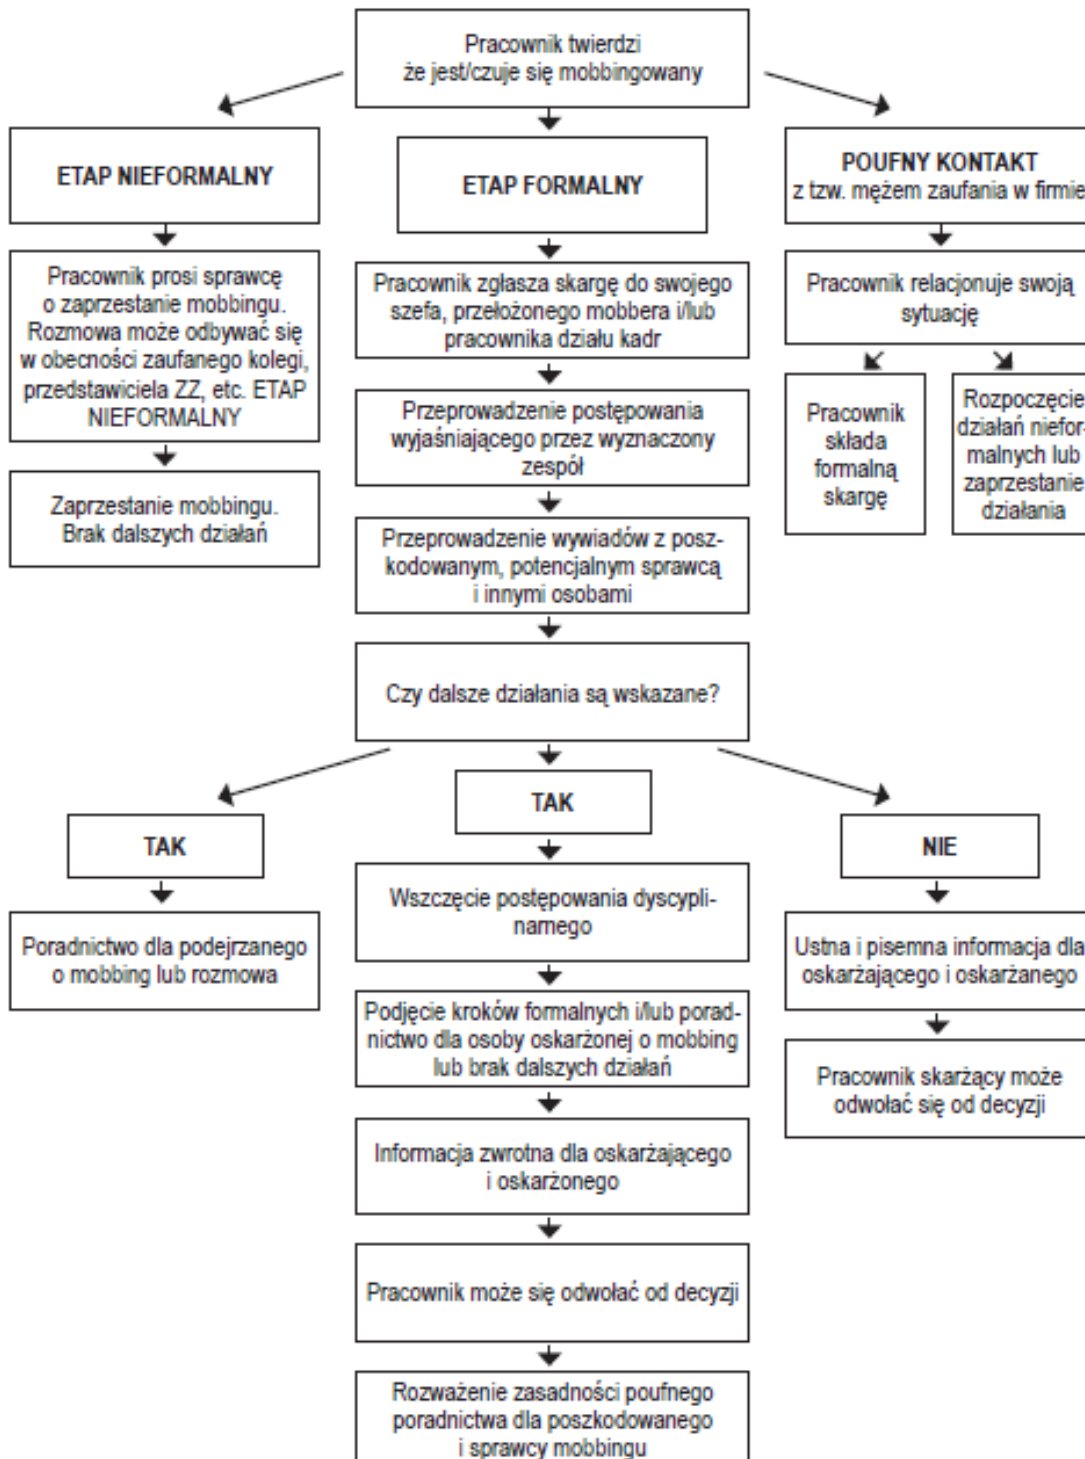 Pracownik twierdzi
że jest/czuje się mobbingowany
ETAP NIEFORMALNY
ETAP FORMALNY
POUFNY KONTAKT
z tzw. mężem zaufania w firmie
Pracownik prosi sprawcę
o zaprzestanie mobbingu.
Rozmowa może odbywać się
w obecności zaufanego kolegi,
przedstawiciela ZZ, etc. ETAP
NIEFORMALNY
Zaprzestanie mobbingu.
Brak dalszych działań
Pracownik zgłasza skargę do swojego
szefa, przełożonego mobbera i/lub
pracownika działu kadr
Przeprowadzenie postępowania
wyjaśniającego przez wyznaczony
zespół
Przeprowadzenie wywiadów z posz-
kodowanym, potencjalnym sprawcą
i innymi osobami
Pracownik relacjonuje swoją
sytuację
Pracownik
składa
formalną
skargę
Rozpoczęcie
działań niefor-
malnych lub
zaprzestanie
działania
Czy dalsze działania są wskazane?
TAK
Poradnictwo dla podejrzanego
o mobbing lub rozmowa
TAK
Wszczęcie postępowania dyscypli-
narnego
Podjęcie kroków formalnych i/lub porad-
nictwo dla osoby oskarżonej o mobbing
lub brak dalszych działań
Informacja zwrotna dla oskarżającego
i oskarżonego
Pracownik może się odwołać od decyzji
Rozważenie zasadności poufnego
poradnictwa dla poszkodowanego
i sprawcy mobbingu
NIE
Ustna i pisemna informacja dla
oskarżającego i oskarżanego
Pracownik skarżący może
odwołać się od decyzji